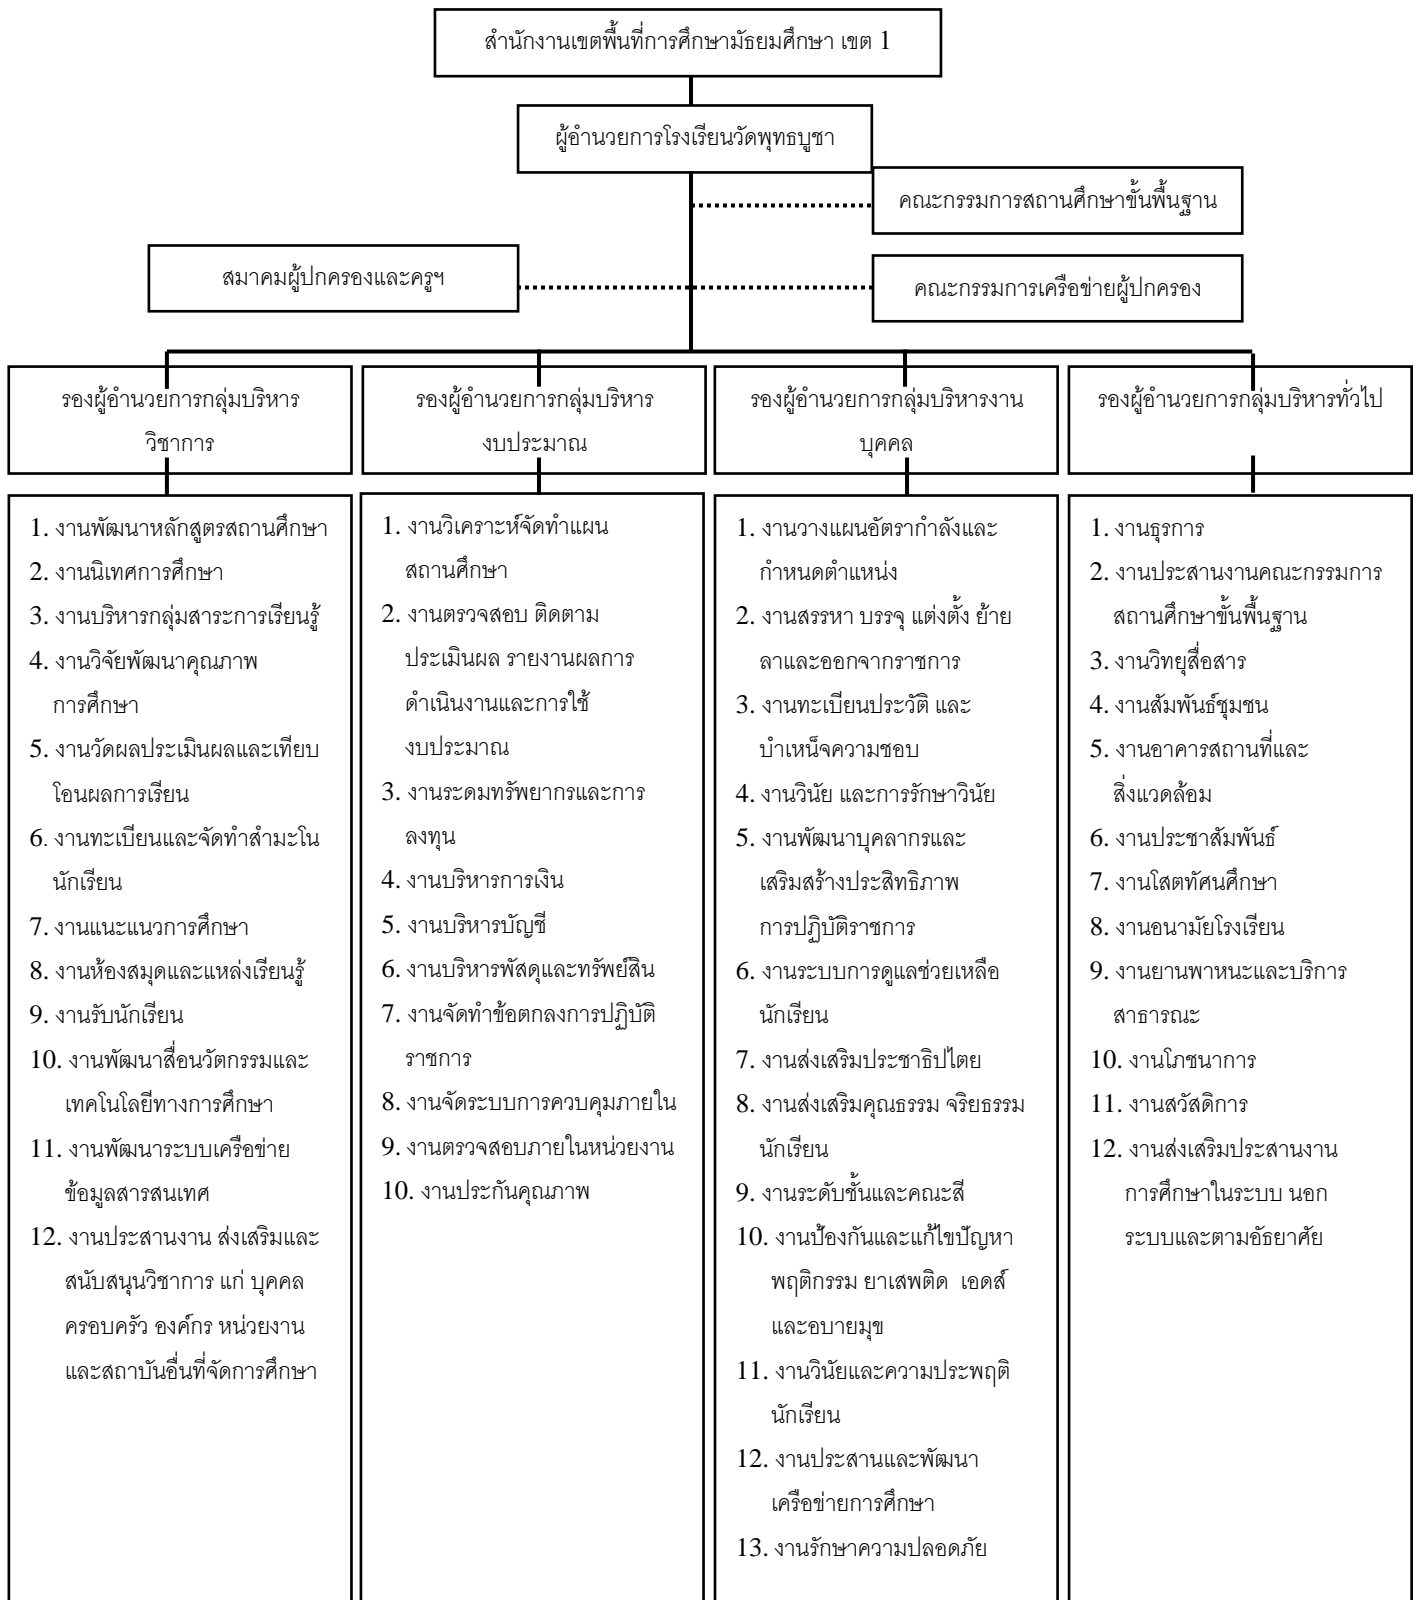 สำนักงานเขตพื้นที่การศึกษามัธยมศึกษา เขต 1
ผู้อำนวยการโรงเรียนวัดพุทธบูชา
คณะกรรมการสถานศึกษาขั้นพื้นฐาน
สมาคมผู้ปกครองและครูฯ
คณะกรรมการเครือข่ายผู้ปกครอง
รองผู้อำนวยการกลุ่มบริหาร
วิชาการ
รองผู้อำนวยการกลุ่มบริหาร
งบประมาณ
รองผู้อำนวยการกลุ่มบริหารงาน
บุคคล
รองผู้อำนวยการกลุ่มบริหารทั่วไป
1. งานพัฒนาหลักสูตรสถานศึกษา
2. งานนิเทศการศึกษา
3. งานบริหารกลุ่มสาระการเรียนรู้
4. งานวิจัยพัฒนาคุณภาพ
การศึกษา
5. งานวัดผลประเมินผลและเทียบ
โอนผลการเรียน
6. งานทะเบียนและจัดทำสำมะโน
นักเรียน
7. งานแนะแนวการศึกษา
8. งานห้องสมุดและแหล่งเรียนรู้
9. งานรับนักเรียน
10. งานพัฒนาสื่อนวัตกรรมและ
เทคโนโลยีทางการศึกษา
11. งานพัฒนาระบบเครือข่าย
ข้อมูลสารสนเทศ
12. งานประสานงาน ส่งเสริมและ
สนับสนุนวิชาการ แก่ บุคคล
ครอบครัว องค์กร หน่วยงาน
และสถาบันอื่นที่จัดการศึกษา
1. งานวิเคราะห์จัดทำแผน
สถานศึกษา
2. งานตรวจสอบ ติดตาม
ประเมินผล รายงานผลการ
ดำเนินงานและการใช้
งบประมาณ
3. งานระดมทรัพยากรและการ
ลงทุน
4. งานบริหารการเงิน
5. งานบริหารบัญชี
6. งานบริหารพัสดุและทรัพย์สิน
7. งานจัดทำข้อตกลงการปฏิบัติ
ราชการ
8. งานจัดระบบการควบคุมภายใน
9. งานตรวจสอบภายในหน่วยงาน
10. งานประกันคุณภาพ
1. งานวางแผนอัตรากำลังและ
กำหนดตำแหน่ง
2. งานสรรหา บรรจุ แต่งตั้ง ย้าย
ลาและออกจากราชการ
3. งานทะเบียนประวัติ และ
บำเหน็จความชอบ
4. งานวินัย และการรักษาวินัย
5. งานพัฒนาบุคลากรและ
เสริมสร้างประสิทธิภาพ
การปฏิบัติราชการ
6. งานระบบการดูแลช่วยเหลือ
นักเรียน
7. งานส่งเสริมประชาธิปไตย
8. งานส่งเสริมคุณธรรม จริยธรรม
นักเรียน
9. งานระดับชั้นและคณะสี
10. งานป้องกันและแก้ไขปัญหา
พฤติกรรม ยาเสพติด เอดส์
และอบายมุข
11. งานวินัยและความประพฤติ
นักเรียน
12. งานประสานและพัฒนา
เครือข่ายการศึกษา
13. งานรักษาความปลอดภัย
1. งานธุรการ
2. งานประสานงานคณะกรรมการ
สถานศึกษาขั้นพื้นฐาน
3. งานวิทยุสื่อสาร
4. งานสัมพันธ์ชุมชน
5. งานอาคารสถานที่และ
สิ่งแวดล้อม
6. งานประชาสัมพันธ์
7. งานโสตทัศนศึกษา
8. งานอนามัยโรงเรียน
9. งานยานพาหนะและบริการ
สาธารณะ
10. งานโภชนาการ
11. งานสวัสดิการ
12. งานส่งเสริมประสานงาน
การศึกษาในระบบ นอก
ระบบและตามอัธยาศัย